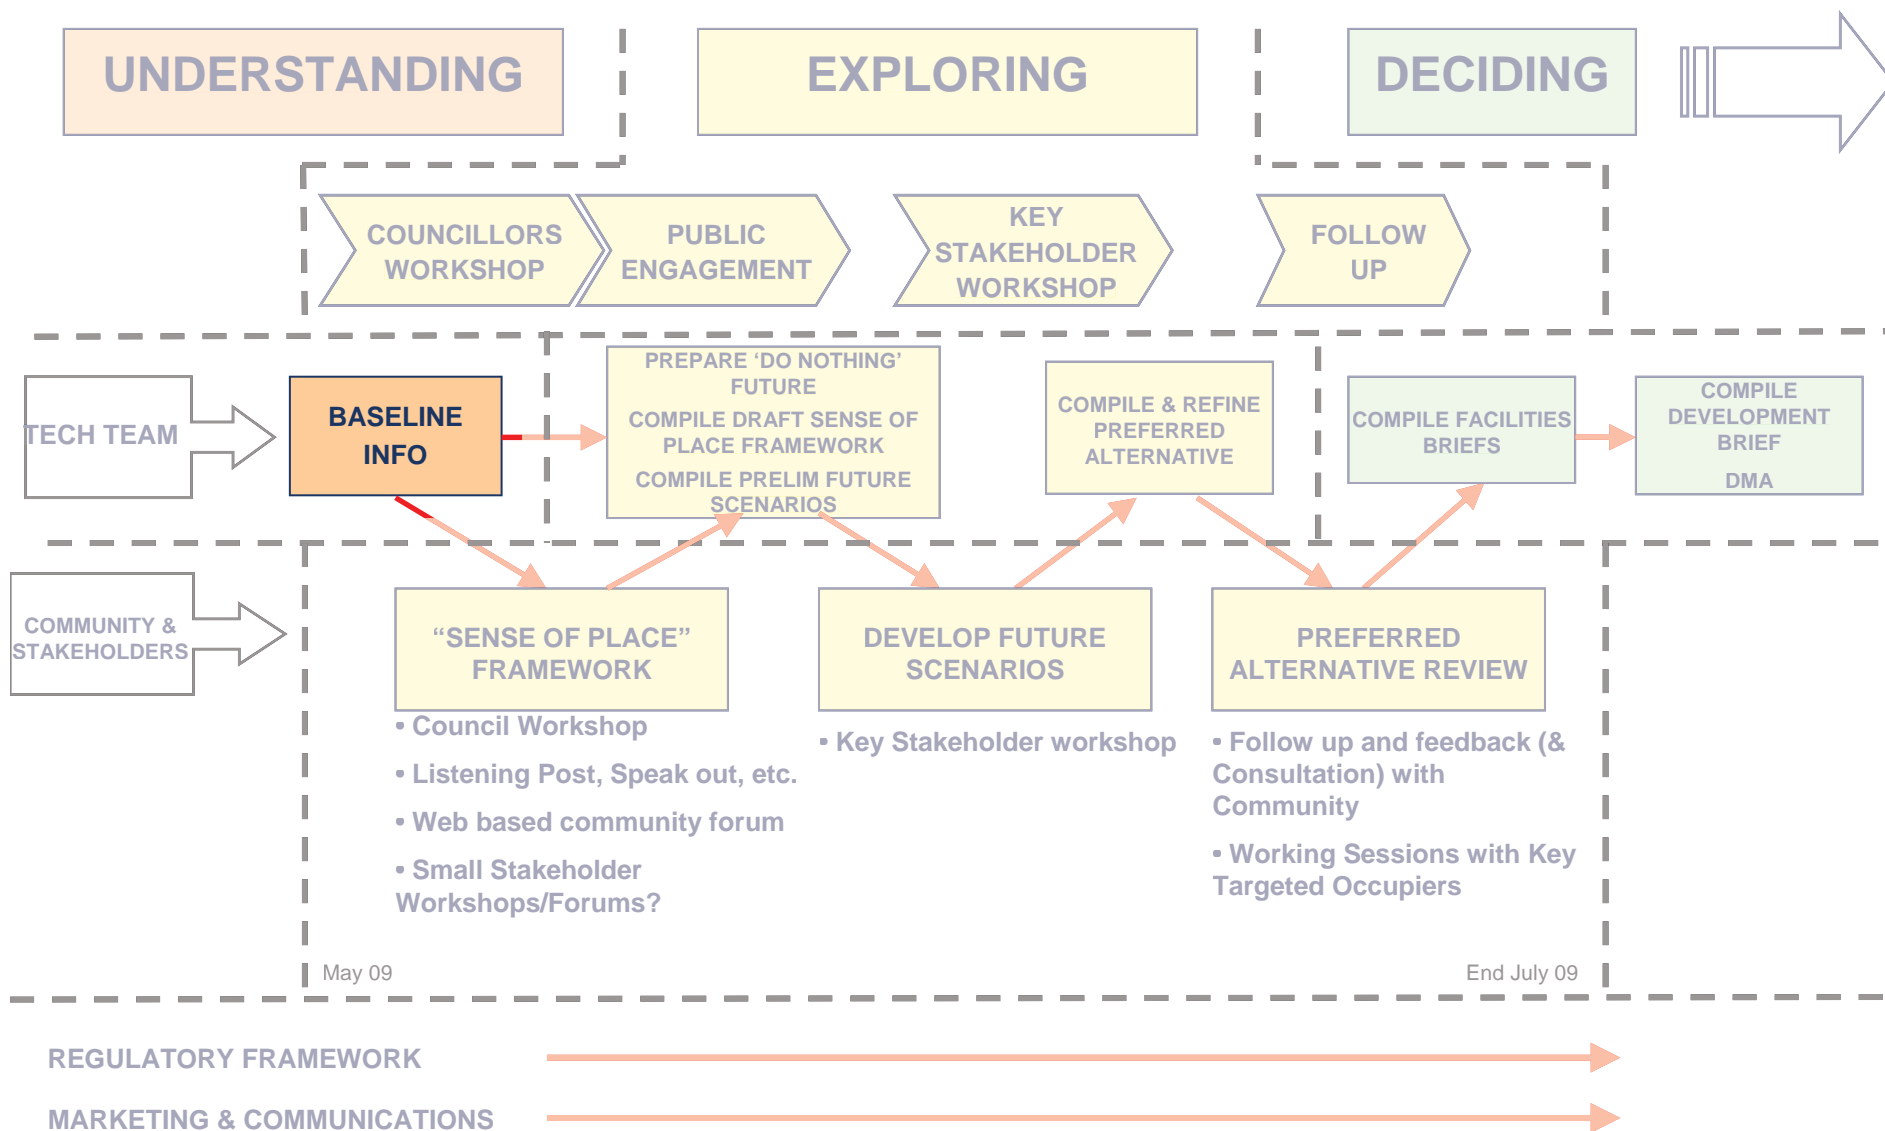 UNDERSTANDING
EXPLORING
DECIDING
COUNCILLORS
WORKSHOP
PUBLIC
ENGAGEMENT
KEY
STAKEHOLDER
WORKSHOP
FOLLOW
UP
TECH TEAM
BASELINE
INFO
PREPARE ‘DO NOTHING’
FUTURE
COMPILE DRAFT SENSE OF
PLACE FRAMEWORK
COMPILE PRELIM FUTURE
SCENARIOS
COMPILE & REFINE
PREFERRED
ALTERNATIVE
COMPILE FACILITIES
BRIEFS
COMPILE
DEVELOPMENT
BRIEF
DMA
COMMUNITY &
STAKEHOLDERS
“SENSE OF PLACE”
FRAMEWORK
• Council Workshop
• Listening Post, Speak out, etc.
• Web based community forum
• Small Stakeholder
Workshops/Forums?
DEVELOP FUTURE
SCENARIOS
• Key Stakeholder workshop
PREFERRED
ALTERNATIVE REVIEW
• Follow up and feedback (&
Consultation) with
Community
• Working Sessions with Key
Targeted Occupiers
May 09
End July 09
REGULATORY FRAMEWORK
MARKETING & COMMUNICATIONS